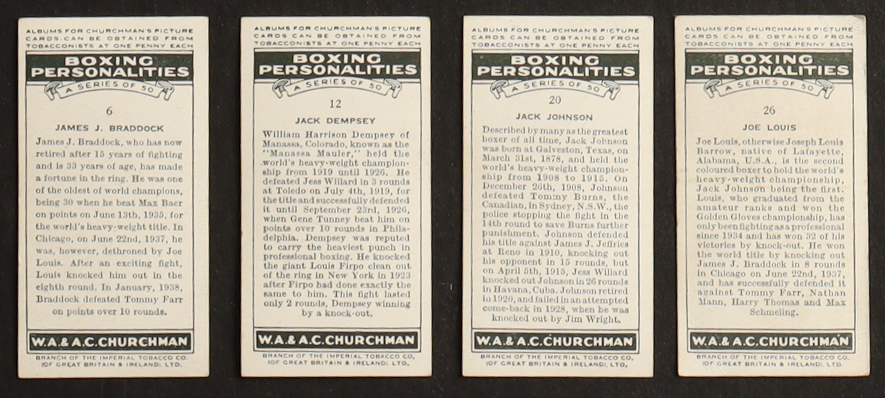 ALBUMS FOR CHURCHMAN'S PICTURE
CARDS CAN BE OBTAINED FROM
TOBACCONISTS AT ONE PENNY EACH
BOXING
PERSONALITIES
A SERIES OF 50
6
JAMES J. BRADDOCK
James J. Braddock, who has now
retired after 15 years of fighting
and is 33 years of age, has made
a fortune in the ring. He was
one of the oldest of world champions,
being 30 when he beat Max Baer
on points on June 13th, 1935, for
the world's heavy-weight title. In
Chicago, on June 22nd, 1937, he
was, however, dethroned by Joe
Louis. After an exciting fight,
Louis knocked him out in the
eighth round. In January, 1938,
Braddock defeated Tommy Farr
on points over 10 rounds.
W.A. & A.C. CHURCHMAN
BRANCH OF THE IMPERIAL TOBACCO CO.
(OF GREAT BRITAIN & IRELAND), LTD.
ALBUMS FOR CHURCHMAN'S PICTURE
CARDS CAN BE OBTAINED FROM
TOBACCONISTS AT ONE PENNY EACH
BOXING
PERSONALITIES
A SERIES OF 50
12
JACK DEMPSEY
William Harrison Dempsey of
Manassa, Colorado, known as the
"Manassa Mauler," held the
world's heavy-weight champion-
ship from 1919 until 1926. He
defeated Jess Willard in 3 rounds
at Toledo on July 4th, 1919, for
the title and successfully defended
it until September 23rd, 1926,
when Gene Tunney beat him on
points over 10 rounds in Phila-
delphia. Dempsey was reputed
to carry the heaviest punch in
professional boxing. He knocked
the giant Louis Firpo clean out
of the ring in New York in 1923
after Firpo had done exactly the
same to him. This fight lasted
only 2 rounds, Dempsey winning
by a knock-out.
W.A. & A.C. CHURCHMAN
BRANCH OF THE IMPERIAL TOBACCO CO.
(OF GREAT BRITAIN & IRELAND), LTD.
ALBUMS FOR CHURCHMAN'S PICTURE
CARDS CAN BE OBTAINED FROM
TOBACCONISTS AT ONE PENNY EACH
BOXING
PERSONALITIES
A SERIES OF 50
20
JACK JOHNSON
Described by many as the greatest
boxer of all time, Jack Johnson
was born at Galveston, Texas, on
March 31st, 1878, and held the
world's heavy-weight champion-
ship from 1908 to 1915. On
December 26th, 1908, Johnson
defeated Tommy Burns, the
Canadian, in Sydney, N.S.W., the
police stopping the fight in the
14th round to save Burns further
punishment. Johnson defended
his title against James J. Jeffries
at Reno in 1910, knocking out
his opponent in 15 rounds, but
on April 5th, 1915, Jess Willard
knocked out Johnson in 26 rounds
in Havana, Cuba. Johnson retired
in 1920, and failed in an attempted
come-back in 1928, when he was
knocked out by Jim Wright.
W.A. & A.C. CHURCHMAN
BRANCH OF THE IMPERIAL TOBACCO CO.
(OF GREAT BRITAIN & IRELAND), LTD.
ALBUMS FOR CHURCHMAN'S PICTURE
CARDS CAN BE OBTAINED FROM
TOBACCONISTS AT ONE PENNY EACH
BOXING
PERSONALITIES
A SERIES OF 50
26
JOE LOUIS
Joe Louis, otherwise Joseph Louis
Barrow, native of Lafayette,
Alabama, U.S.A., is the second
coloured boxer to hold the world's
heavy-weight championship,
Jack Johnson being the first.
Louis, who graduated from the
amateur ranks and won the
Golden Gloves championship, has
only been fighting as a professional
since 1934 and has won 32 of his
victories by knock-out. He won
the world title by knocking out
James J. Braddock in 8 rounds
in Chicago on June 22nd, 1937,
and has successfully defended it
against Tommy Farr, Nathan
Mann, Harry Thomas and Max
Schmeling.
W.A. & A.C. CHURCHMAN
BRANCH OF THE IMPERIAL TOBACCO CO.
(OF GREAT BRITAIN & IRELAND), LTD.